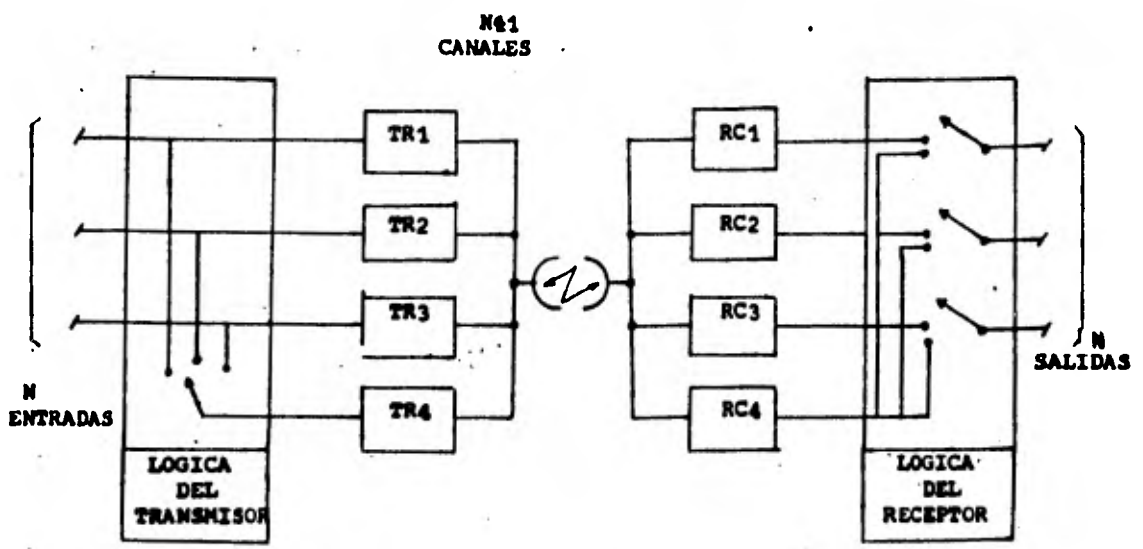 N&1
CANALES
TR1
RC1
TR2
RC2
TR3
RC3
TR4
RC4
N
ENTRADAS
N
SALIDAS
LOGICA
DEL
TRANSMISOR
LOGICA
DEL
RECEPTOR